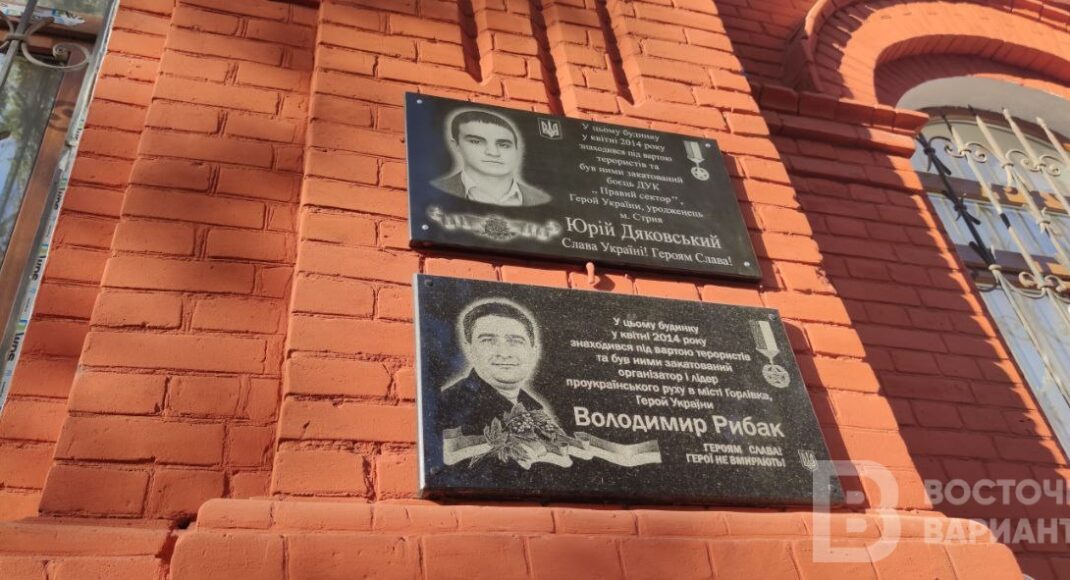 У цьому будинку
у квітні 2014 року
знаходився під вартою
терористів та
був ними закатований
боєць ДУК
,, Правий сектор" ,
Герой України, уродженець
м. Стрия
Юрій Дяковський
Слава Україні! Героям Слава!
У цьому будинку
у квітні 2014 року
знаходився під вартою терористів
та був ними закатований
організатор і лідер
проукраїнського руху в місті Горлівка,
Герой України
Володимир Рибак
ГЕРОЯМ СЛАВА!
ГЕРОЇ НЕ ВМИРАЮТЬ!
В ВОСТОЧН
ВАРИАНТ